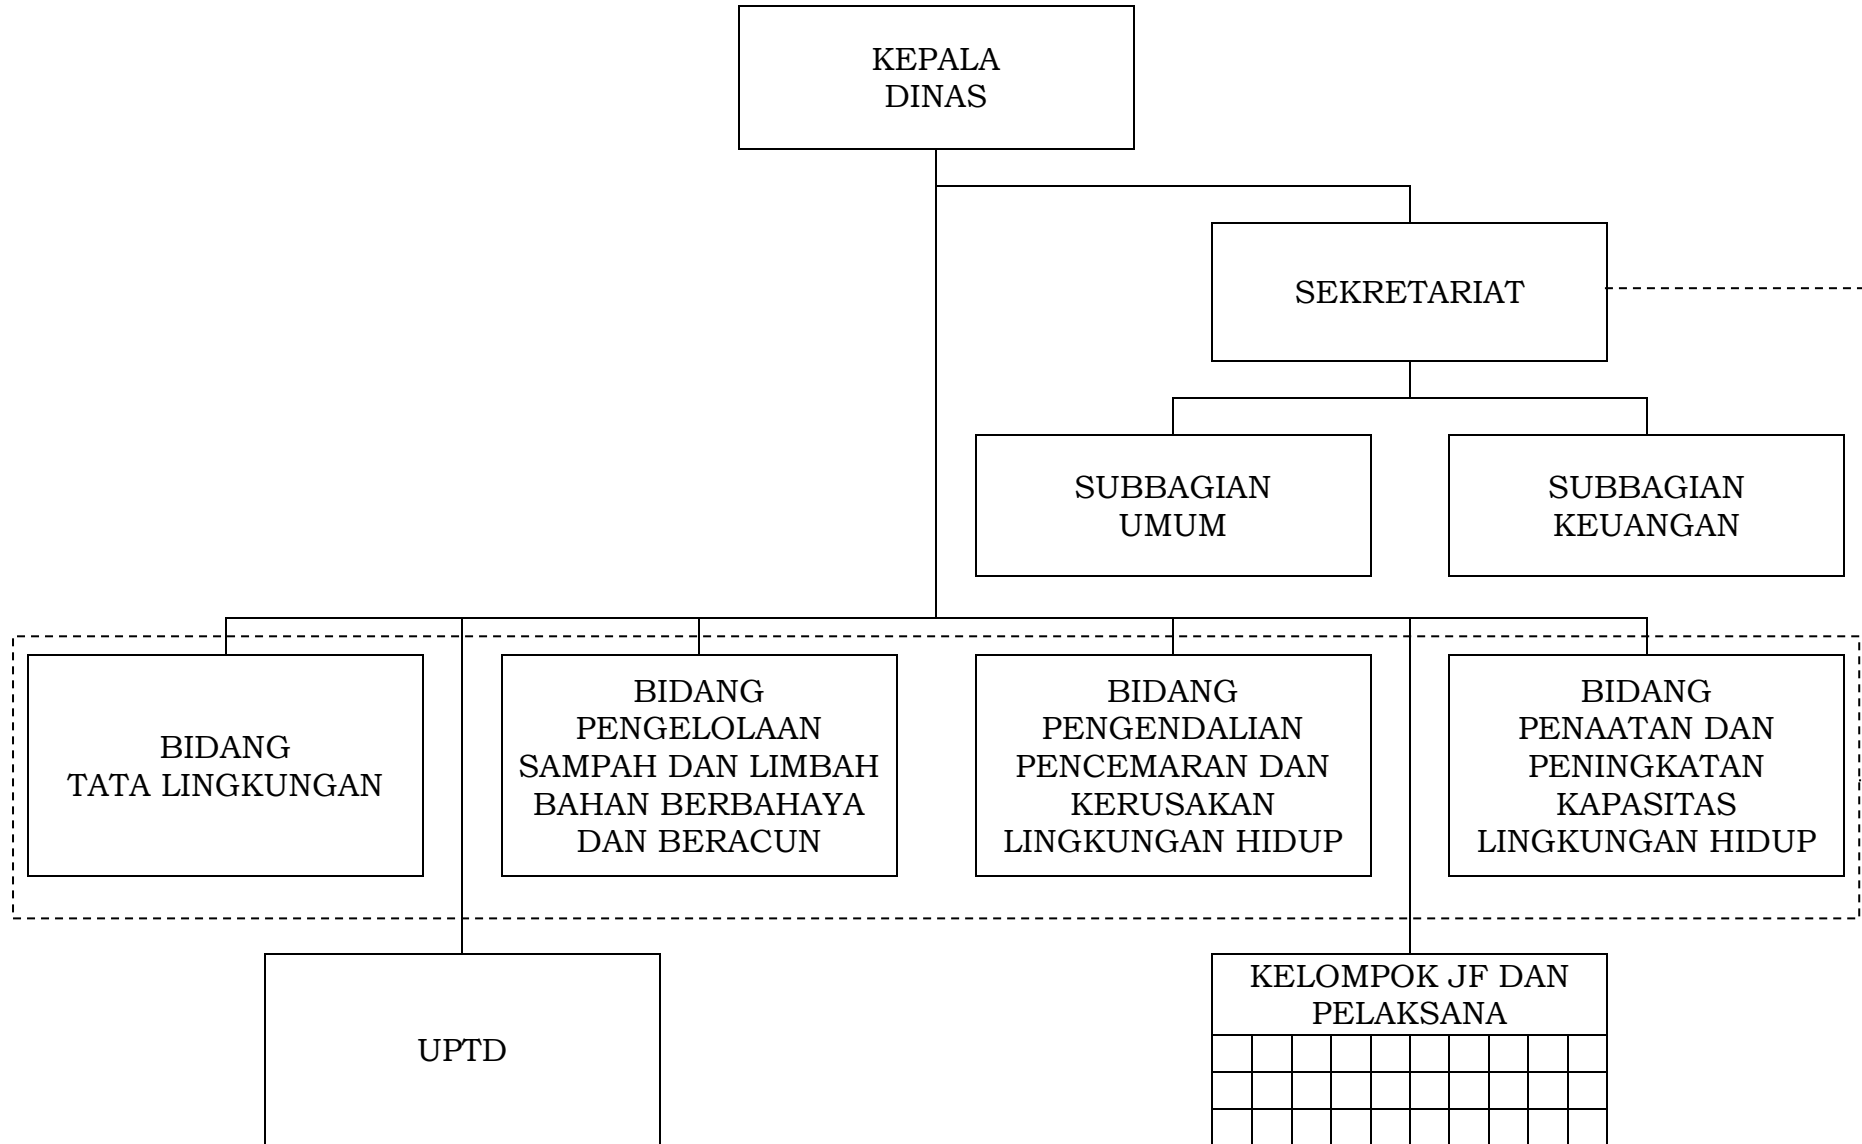 KEPALA
DINAS
SEKRETARIAT
SUBBAGIAN
UMUM
SUBBAGIAN
KEUANGAN
BIDANG
TATA LINGKUNGAN
BIDANG
PENGELOLAAN
SAMPAH DAN LIMBAH
BAHAN BERBAHAYA
DAN BERACUN
BIDANG
PENGENDALIAN
PENCEMARAN DAN
KERUSAKAN
LINGKUNGAN HIDUP
BIDANG
PENAATAN DAN
PENINGKATAN
KAPASITAS
LINGKUNGAN HIDUP
UPTD
KELOMPOK JF DAN
PELAKSANA